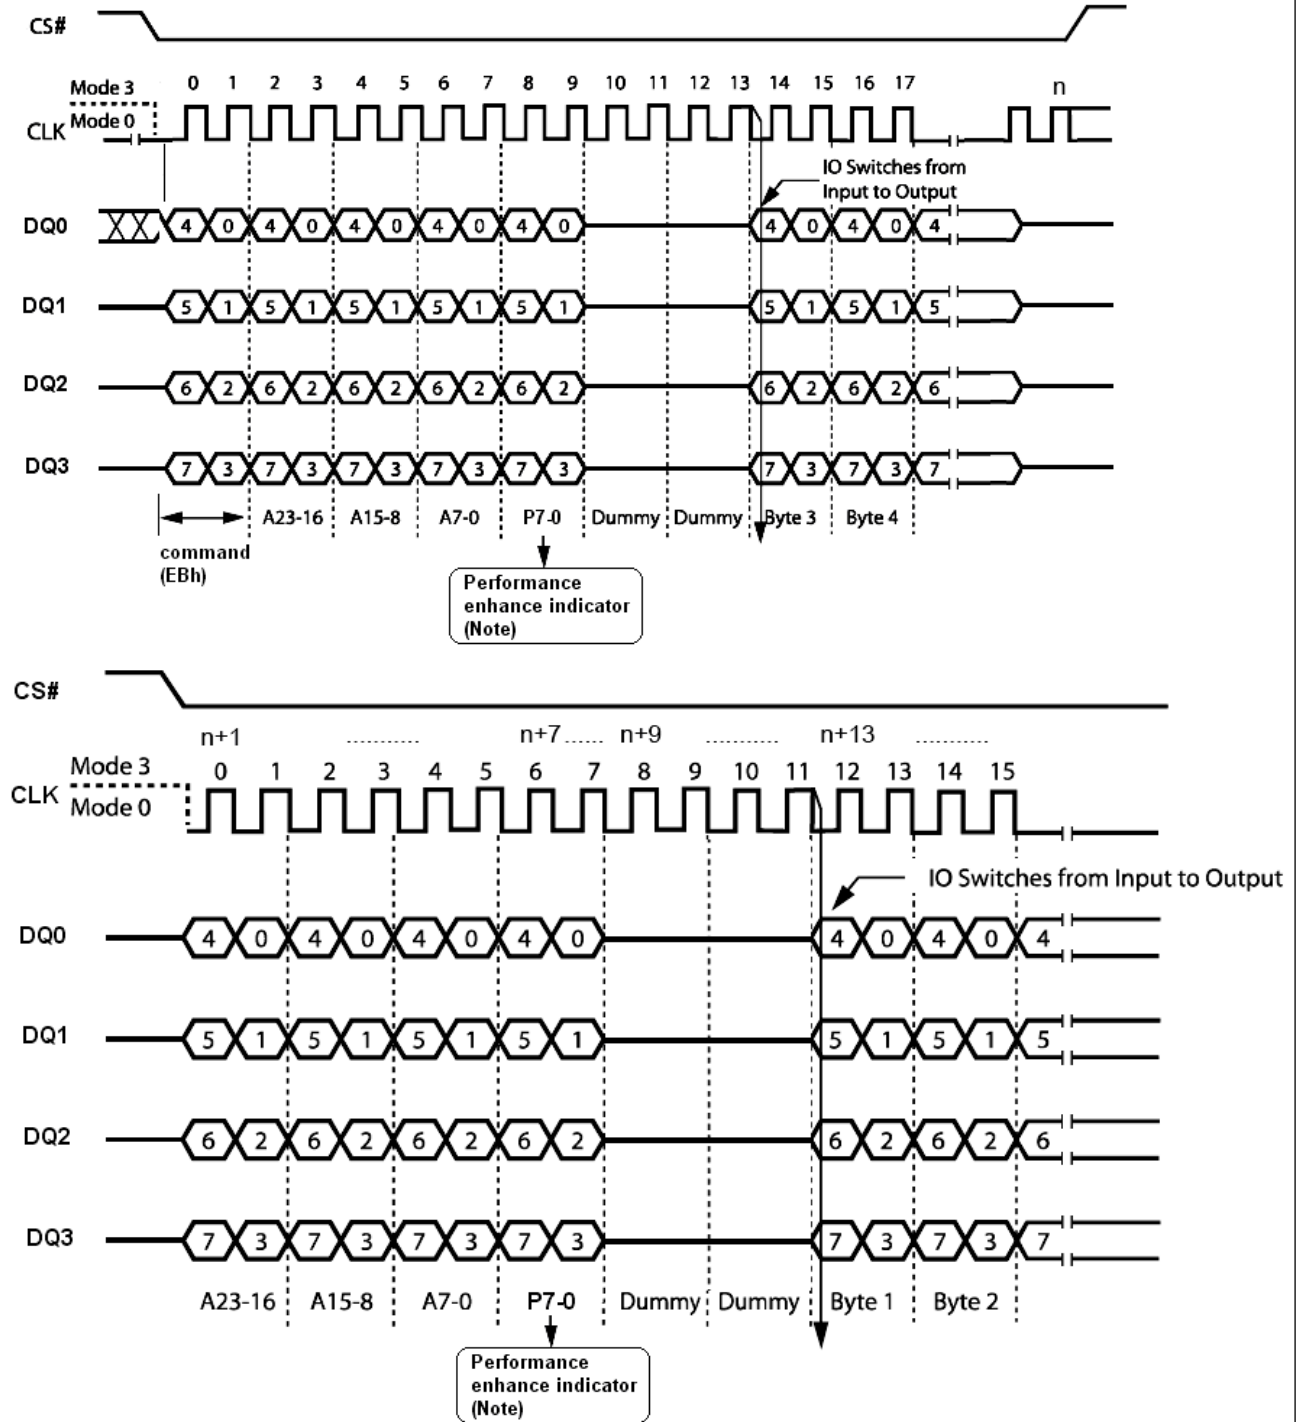 CS#
0 1 2 3 4 5 6 7 8 9 10 11 12 13 14 15 16 17 n
Mode 3
CLK Mode 0
IO Switches from
Input to Output
DQ0 4 0 4 0 4 0 4 0 4 0 4 0 4 0 4
DQ1 5 1 5 1 5 1 5 1 5 1 5 1 5 1 5
DQ2 6 2 6 2 6 2 6 2 6 2 6 2 6 2 6
DQ3 7 3 7 3 7 3 7 3 7 3 7 3 7 3 7
A23-16 A15-8 A7-0 P7-0 Dummy Dummy Byte 3 Byte 4
command
(EBh)
Performance
enhance indicator
(Note)
CS#
n+1 ........... n+7...... n+9 ........... n+13 ...........
Mode 3 0 1 2 3 4 5 6 7 8 9 10 11 12 13 14 15
CLK Mode 0
IO Switches from Input to Output
DQ0 4 0 4 0 4 0 4 0 4 0 4 0 4
DQ1 5 1 5 1 5 1 5 1 5 1 5 1 5
DQ2 6 2 6 2 6 2 6 2 6 2 6 2 6
DQ3 7 3 7 3 7 3 7 3 7 3 7 3 7
A23-16 A15-8 A7-0 P7-0 Dummy Dummy Byte 1 Byte 2
Performance
enhance indicator
(Note)